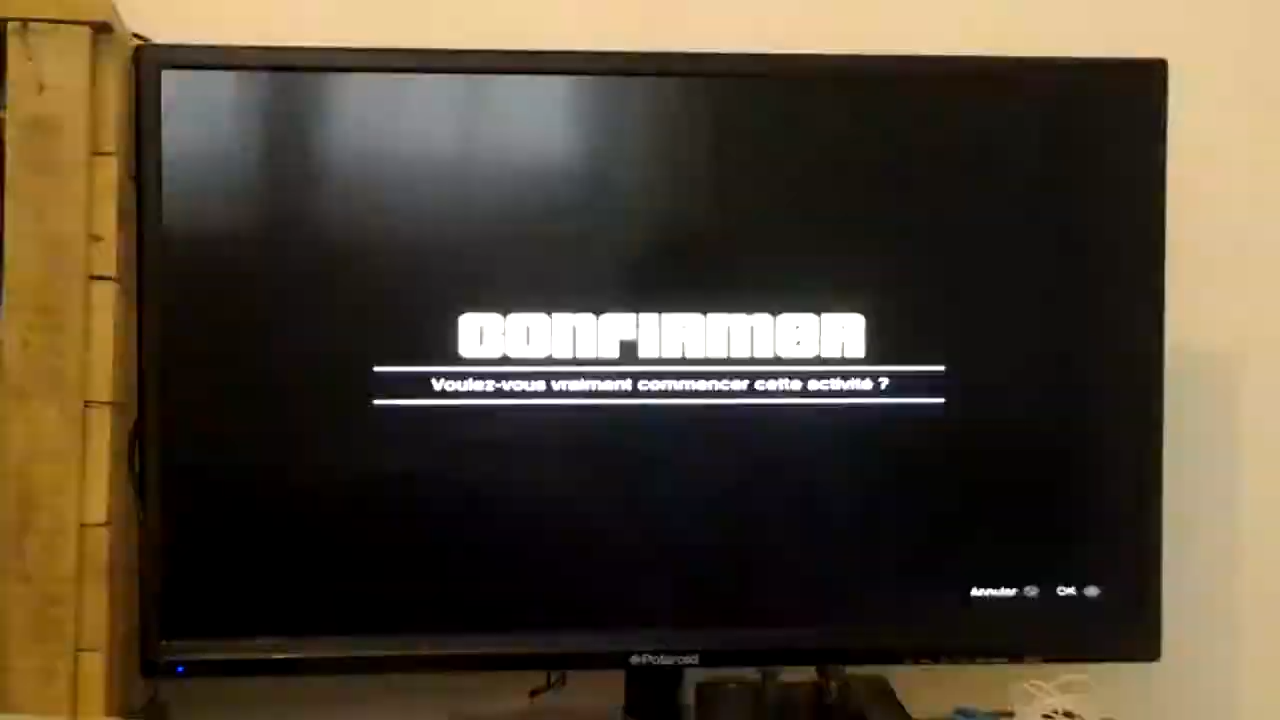 CONFIRMER
Voulez-vous vraiment commencer cette activité ?
Annuler OK
Polaroid